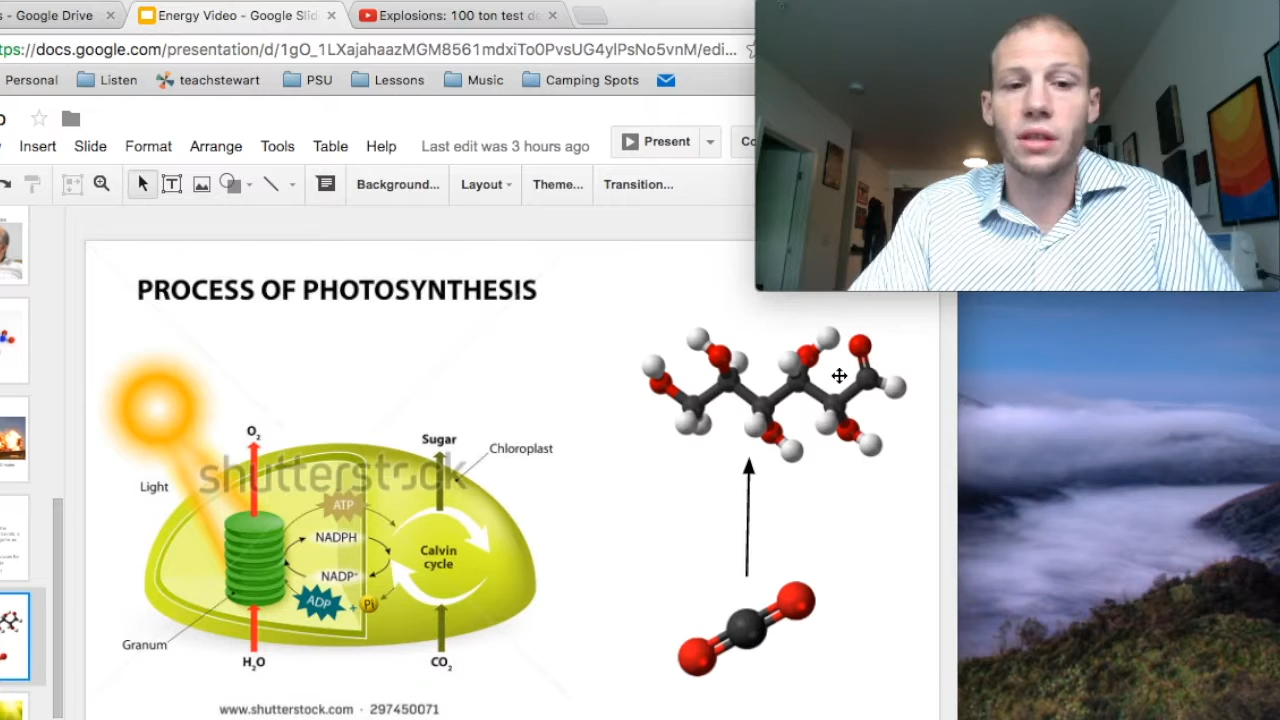 s - Google Drive
Energy Video - Google Slid
Explosions: 100 ton test de
ttps://docs.google.com/presentation/d/1gO_1LXajahaazMGM8561mdxiTo0PvsUG4ylPsNo5vnM/edi...
Personal Listen teachstewart PSU Lessons Music Camping Spots
Insert Slide Format Arrange Tools Table Help Last edit was 3 hours ago Present Co
Background... Layout Theme... Transition...
PROCESS OF PHOTOSYNTHESIS
O₂
Sugar
Chloroplast
shutterstock
Light
ATP
NADPH
Calvin
cycle
NADP⁺
ADP + Pi
Granum
H₂O
CO₂
www.shutterstock.com · 297450071